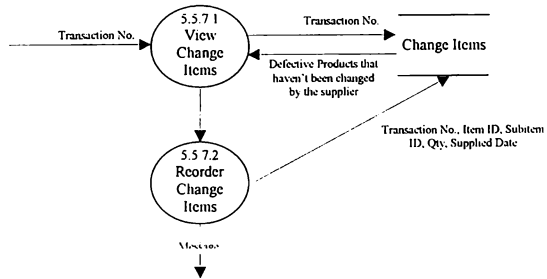 5.5.7 1
View
Change
Items
Transaction No.
Transaction No.
Change Items
Defective Products that
haven't been changed
by the supplier
Transaction No., Item ID, Subitem
ID, Qty, Supplied Date
5.5 7.2
Reorder
Change
Items